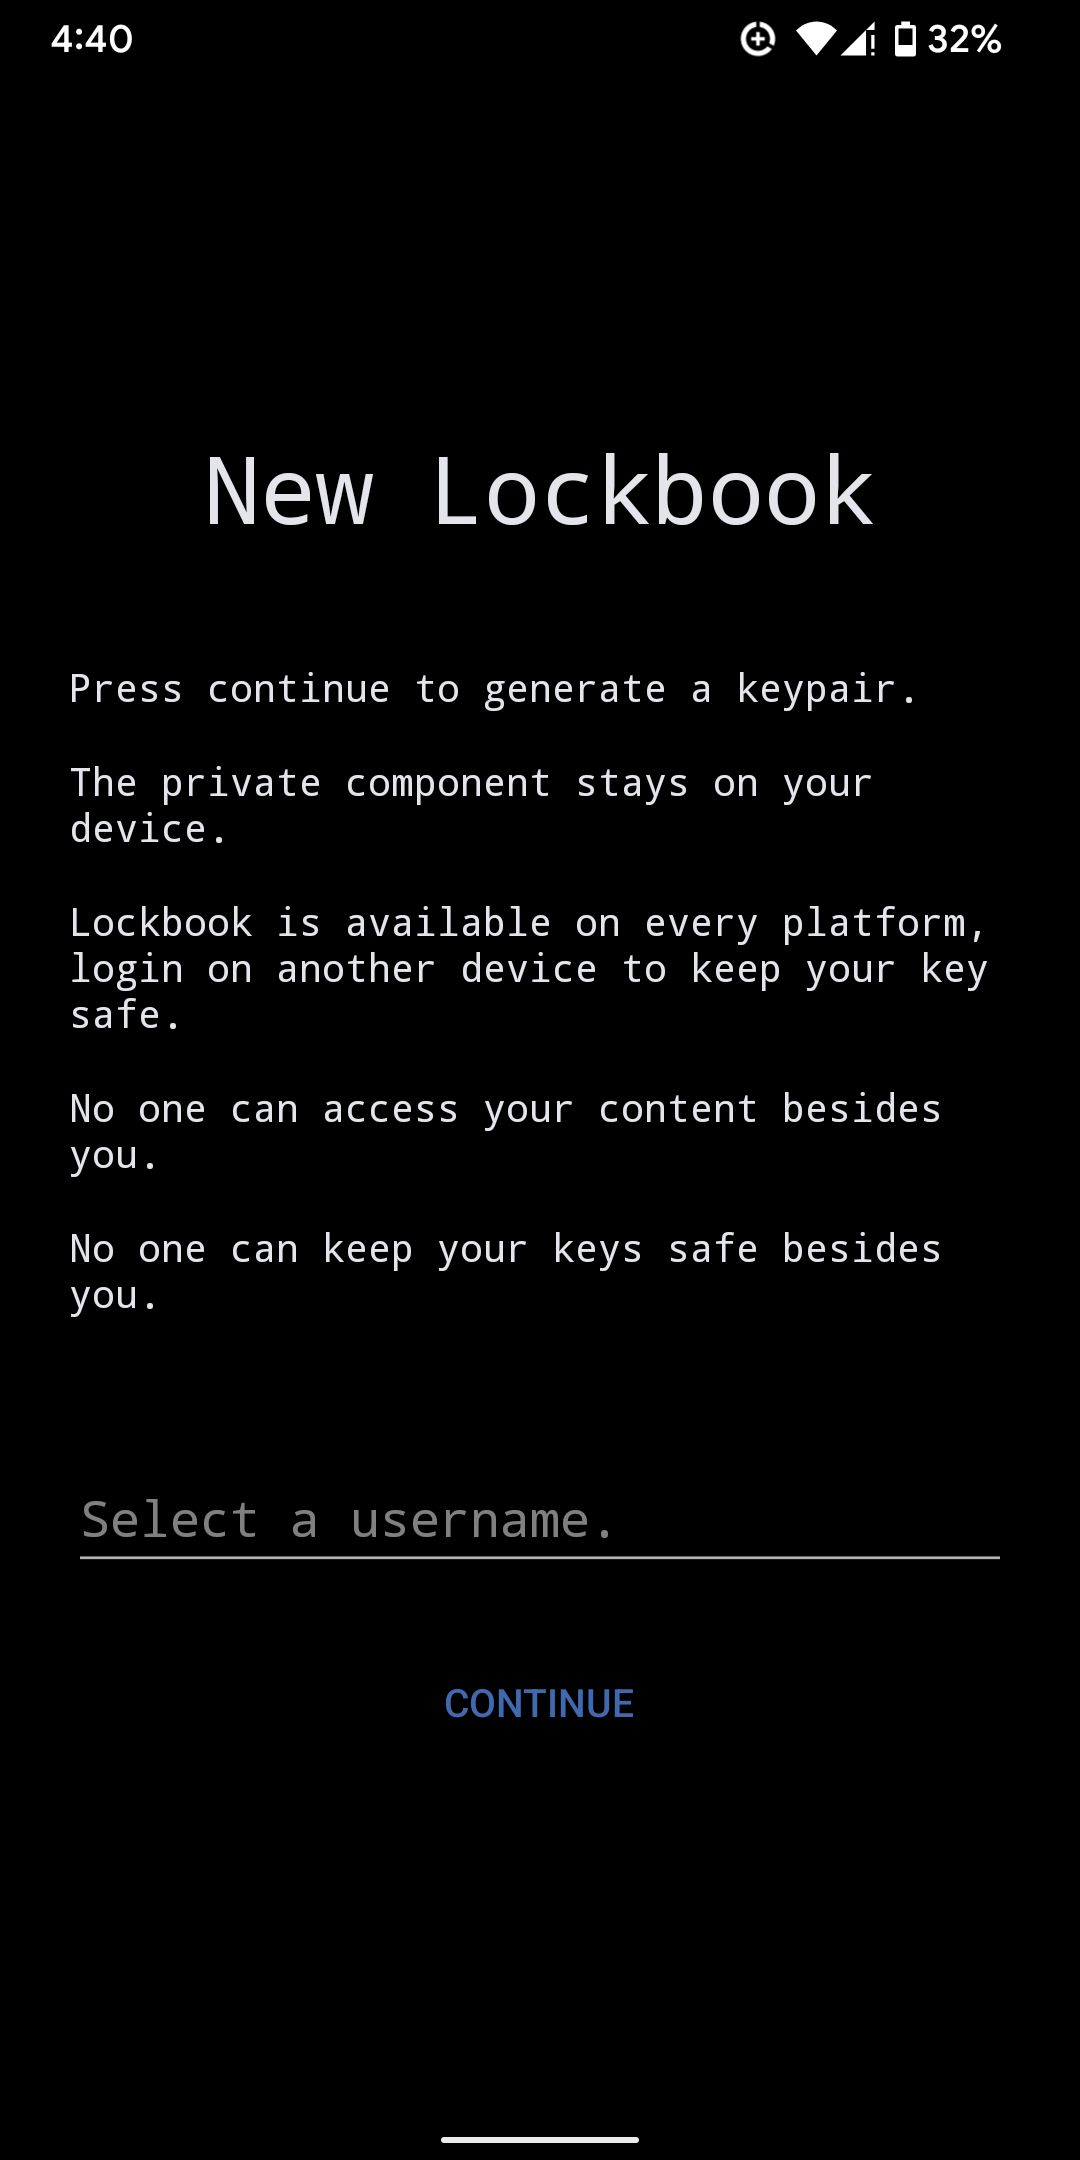 4:40
32%
New Lockbook
Press continue to generate a keypair.
The private component stays on your
device.
Lockbook is available on every platform,
login on another device to keep your key
safe.
No one can access your content besides
you.
No one can keep your keys safe besides
you.
Select a username.
CONTINUE